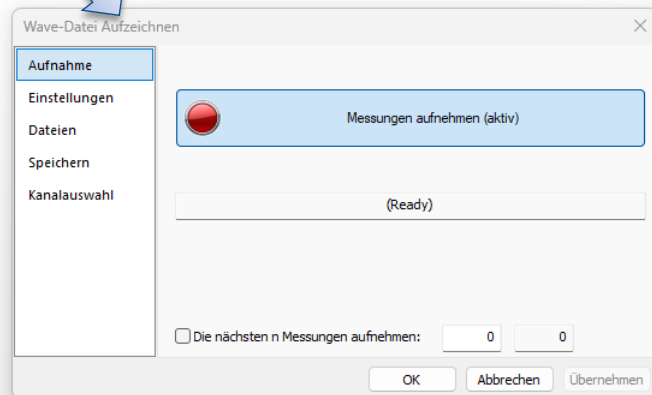 Wave-Datei Aufzeichnen
Aufnahme
Einstellungen
Dateien
Speichern
Kanalauswahl
Messungen aufnehmen (aktiv)
(Ready)
Die nächsten n Messungen aufnehmen: 0 0
OK Abbrechen Übernehmen